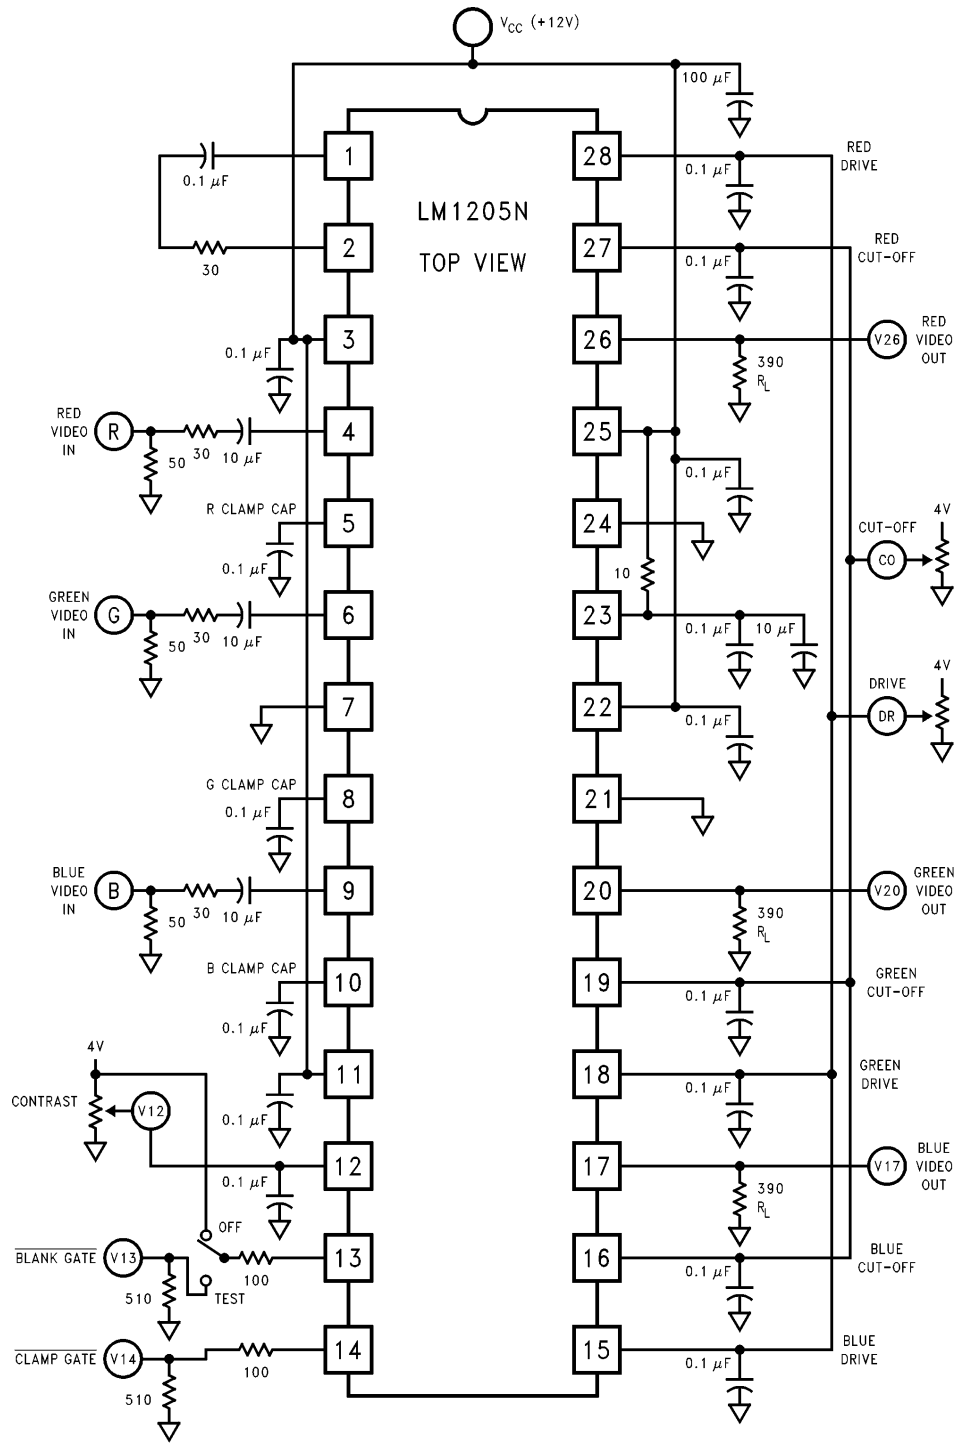 V_CC (+12V)
100 μF
1
28
RED
DRIVE
0.1 μF
0.1 μF
LM1205N
2
27
RED
CUT-OFF
TOP VIEW
30
0.1 μF
3
26
V26
RED
VIDEO
OUT
0.1 μF
390
R_L
RED
VIDEO
IN
R
4
25
50
30
10 μF
0.1 μF
R CLAMP CAP
5
24
4V
CUT-OFF
CO
0.1 μF
10
GREEN
VIDEO
IN
G
6
23
50
30
10 μF
0.1 μF
10 μF
4V
DRIVE
DR
7
22
0.1 μF
G CLAMP CAP
8
21
0.1 μF
BLUE
VIDEO
IN
B
9
20
V20
GREEN
VIDEO
OUT
50
30
10 μF
390
R_L
B CLAMP CAP
10
19
GREEN
CUT-OFF
0.1 μF
0.1 μF
4V
CONTRAST
V12
11
18
GREEN
DRIVE
0.1 μF
0.1 μF
12
17
V17
BLUE
VIDEO
OUT
0.1 μF
390
R_L
OFF
BLANK GATE
V13
13
16
BLUE
CUT-OFF
100
510
TEST
0.1 μF
CLAMP GATE
V14
14
15
BLUE
DRIVE
100
510
0.1 μF